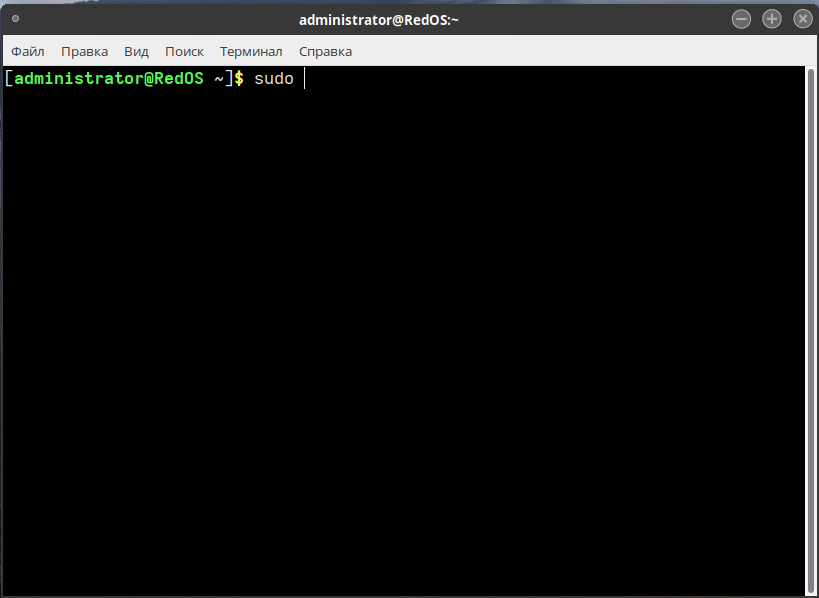 administrator@RedOS:~
Файл Правка Вид Поиск Терминал Справка
[administrator@RedOS ~]$ sudo